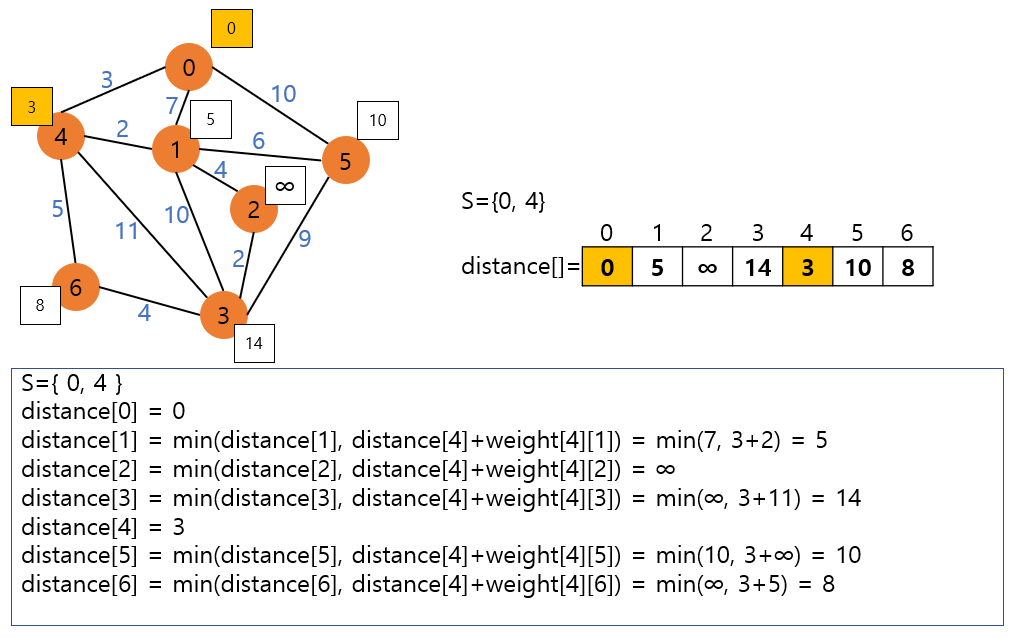 0
3
0
10
7
3
5
10
4
2
1
6
5
4
∞
2
5
10
11
2
9
6
8
4
3
14
S={0, 4}
0 1 2 3 4 5 6
distance[]= 0 5 ∞ 14 3 10 8
S={ 0, 4 }
distance[0] = 0
distance[1] = min(distance[1], distance[4]+weight[4][1]) = min(7, 3+2) = 5
distance[2] = min(distance[2], distance[4]+weight[4][2]) = ∞
distance[3] = min(distance[3], distance[4]+weight[4][3]) = min(∞, 3+11) = 14
distance[4] = 3
distance[5] = min(distance[5], distance[4]+weight[4][5]) = min(10, 3+∞) = 10
distance[6] = min(distance[6], distance[4]+weight[4][6]) = min(∞, 3+5) = 8